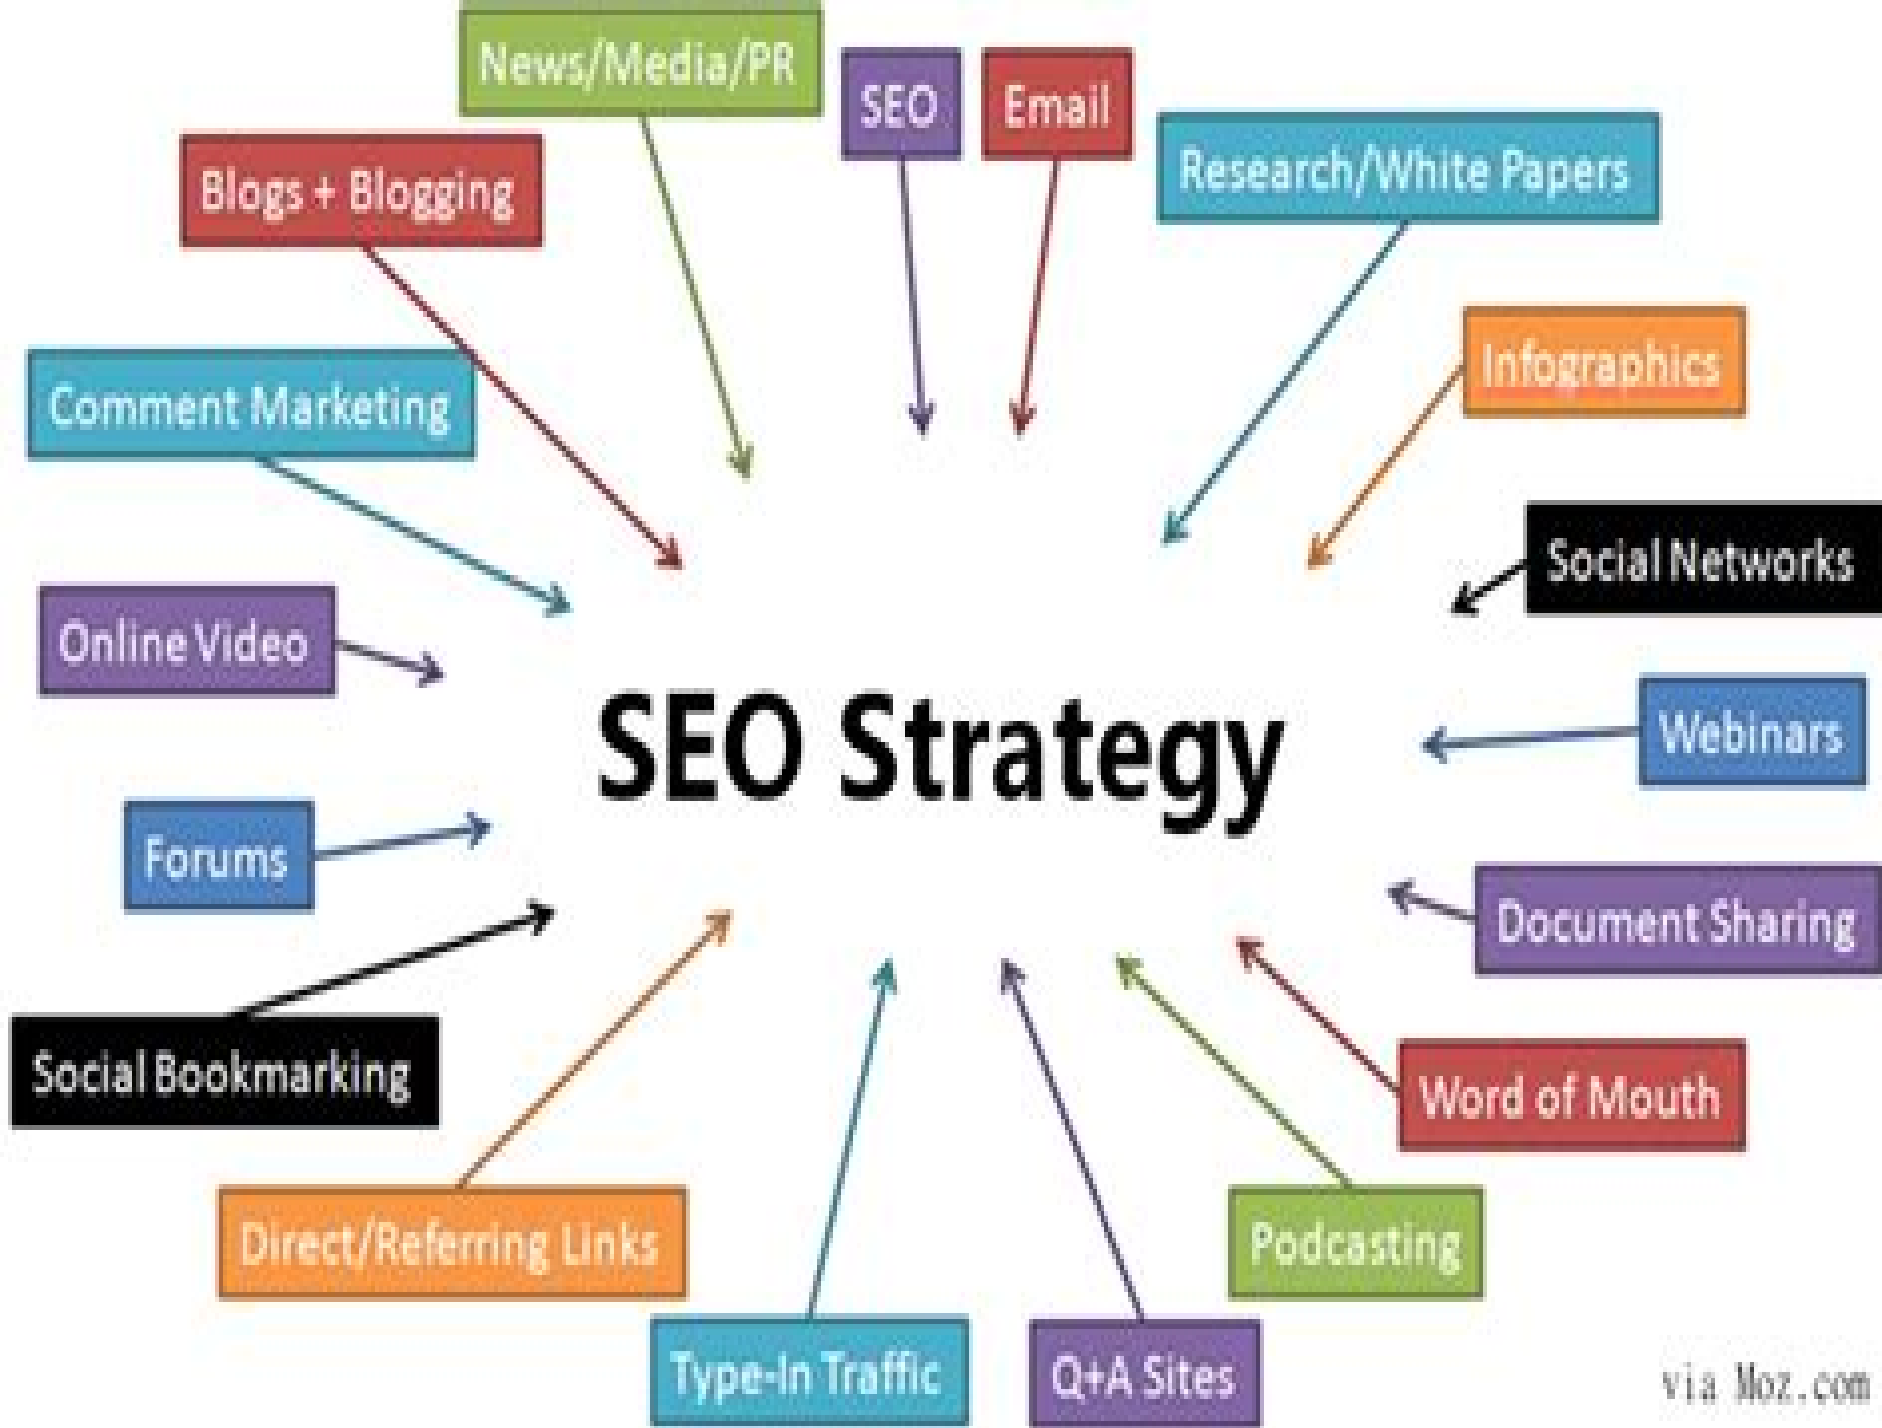 News/Media/PR
SEO
Email
Research/White Papers
Blogs + Blogging
Infographics
Comment Marketing
Social Networks
Online Video
SEO Strategy
Webinars
Forums
Document Sharing
Social Bookmarking
Word of Mouth
Direct/Referring Links
Podcasting
Type-In Traffic
Q+A Sites
via Moz.com